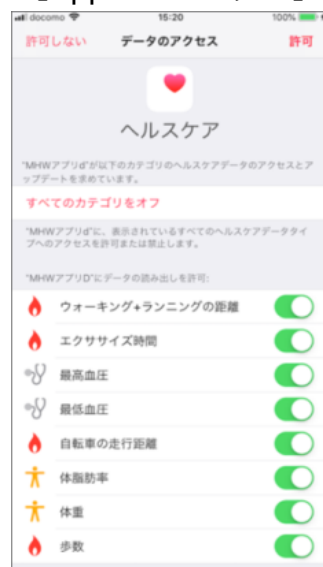 docomo 15:20 100%
許可しない データのアクセス 許可
ヘルスケア
"MHWアプリd"が以下のカテゴリのヘルスケアデータのアクセスとア
ップデートを求めています。
すべてのカテゴリをオフ
"MHWアプリd"に、表示されているすべてのヘルスケアデータタイ
プへのアクセスを許可または禁止します。
"MHWアプリD"にデータの読み出しを許可:
ウォーキング+ランニングの距離
エクササイズ時間
最高血圧
最低血圧
自転車の走行距離
体脂肪率
体重
歩数